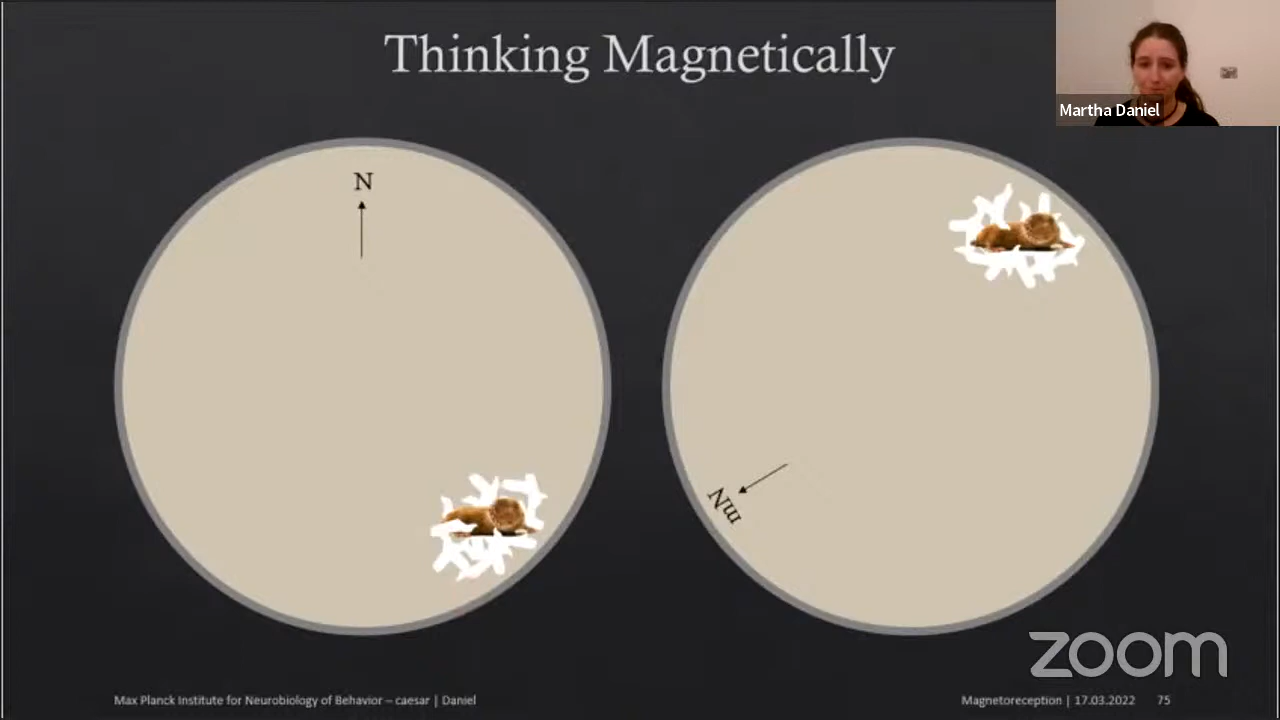 Thinking Magnetically
Martha Daniel
N
mN
zoom
Max Planck Institute for Neurobiology of Behavior – caesar | Daniel
Magnetoreception | 17.03.2022 75